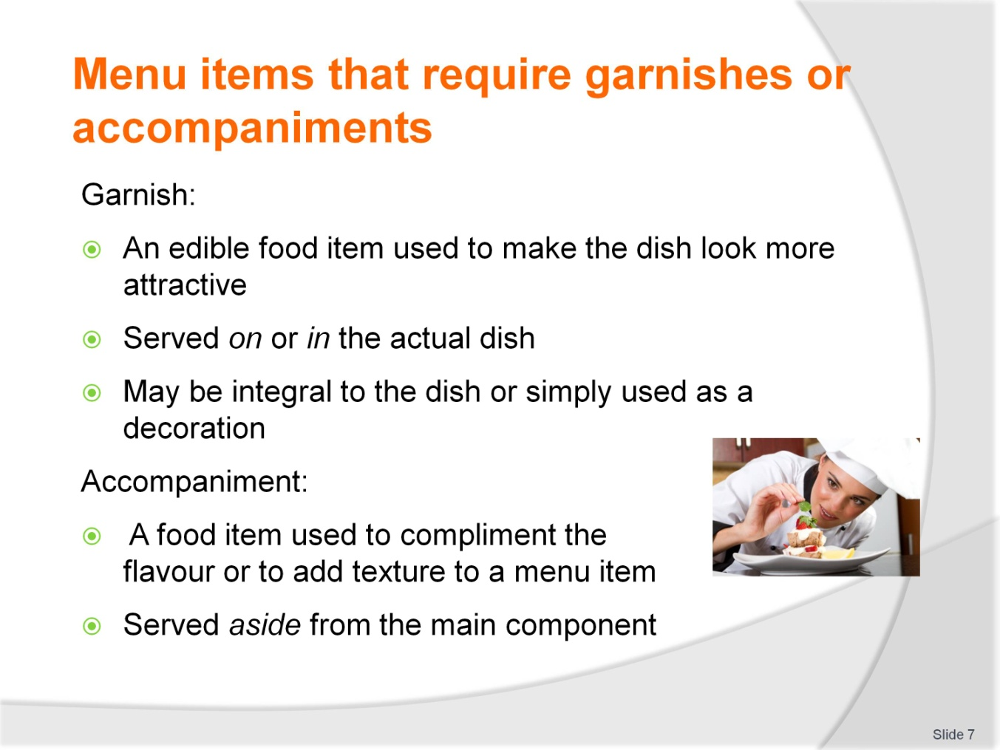 Menu items that require garnishes or
accompaniments
Garnish:
An edible food item used to make the dish look more
attractive
Served on or in the actual dish
May be integral to the dish or simply used as a
decoration
Accompaniment:
A food item used to compliment the
flavour or to add texture to a menu item
Served aside from the main component
Slide 7